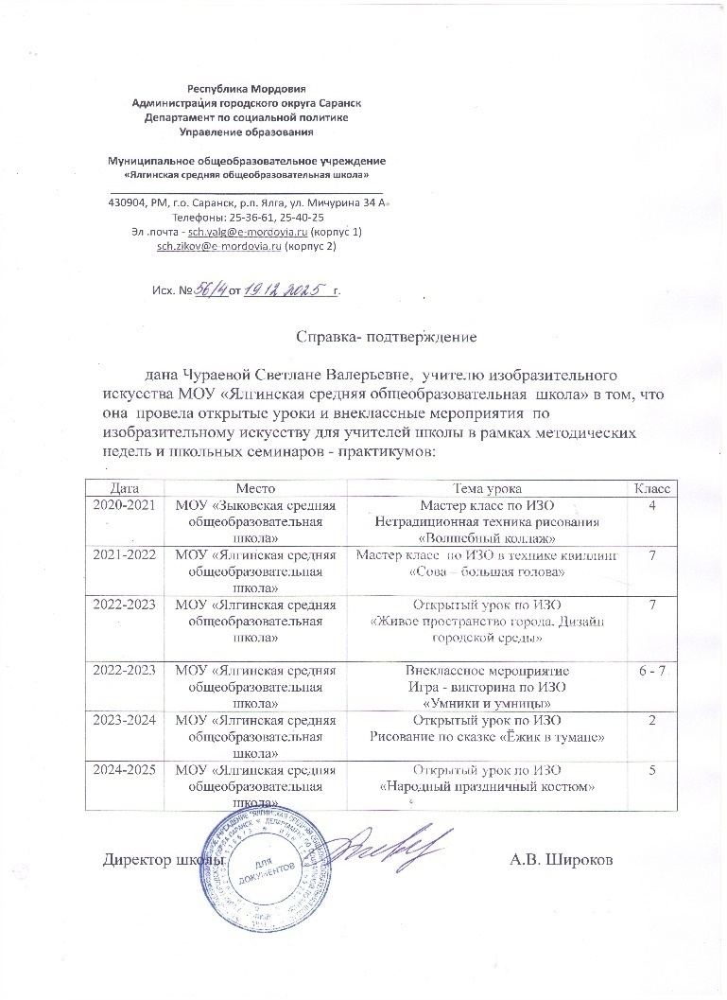 Республика Мордовия
Администрация городского округа Саранск
Департамент по социальной политике
Управление образования
Муниципальное общеобразовательное учреждение
«Ялгинская средняя общеобразовательная школа»
430904, РМ, г.о. Саранск, р.п. Ялга, ул. Мичурина 34 А
Телефоны: 25-36-61, 25-40-25
Эл .почта - sch.yalg@e-mordovia.ru (корпус 1)
sch.zikov@e-mordovia.ru (корпус 2)
Исх. № 56/4 от 19.12 2025 г.
Справка- подтверждение
дана Чураевой Светлане Валерьевне, учителю изобразительного
искусства МОУ «Ялгинская средняя общеобразовательная школа» в том, что
она провела открытые уроки и внеклассные мероприятия по
изобразительному искусству для учителей школы в рамках методических
недель и школьных семинаров - практикумов:
Дата Место Тема урока Класс
2020-2021 МОУ «Зыковская средняя Мастер класс по ИЗО 4
общеобразовательная Нетрадиционная техника рисования
школа» «Волшебный коллаж»
2021-2022 МОУ «Ялгинская средняя Мастер класс по ИЗО в технике квиллинг 7
общеобразовательная «Сова – большая голова»
школа»
2022-2023 МОУ «Ялгинская средняя Открытый урок по ИЗО 7
общеобразовательная «Живое пространство города. Дизайн
школа» городской среды»
2022-2023 МОУ «Ялгинская средняя Внеклассное мероприятие 6 - 7
общеобразовательная Игра - викторина по ИЗО
школа» «Умники и умницы»
2023-2024 МОУ «Ялгинская средняя Открытый урок по ИЗО 2
общеобразовательная Рисование по сказке «Ёжик в тумане»
школа»
2024-2025 МОУ «Ялгинская средняя Открытый урок по ИЗО 5
общеобразовательная «Народный праздничный костюм»
школа»
Директор школы А.В. Широков
ДЛЯ
ДОКУМЕНТОВ